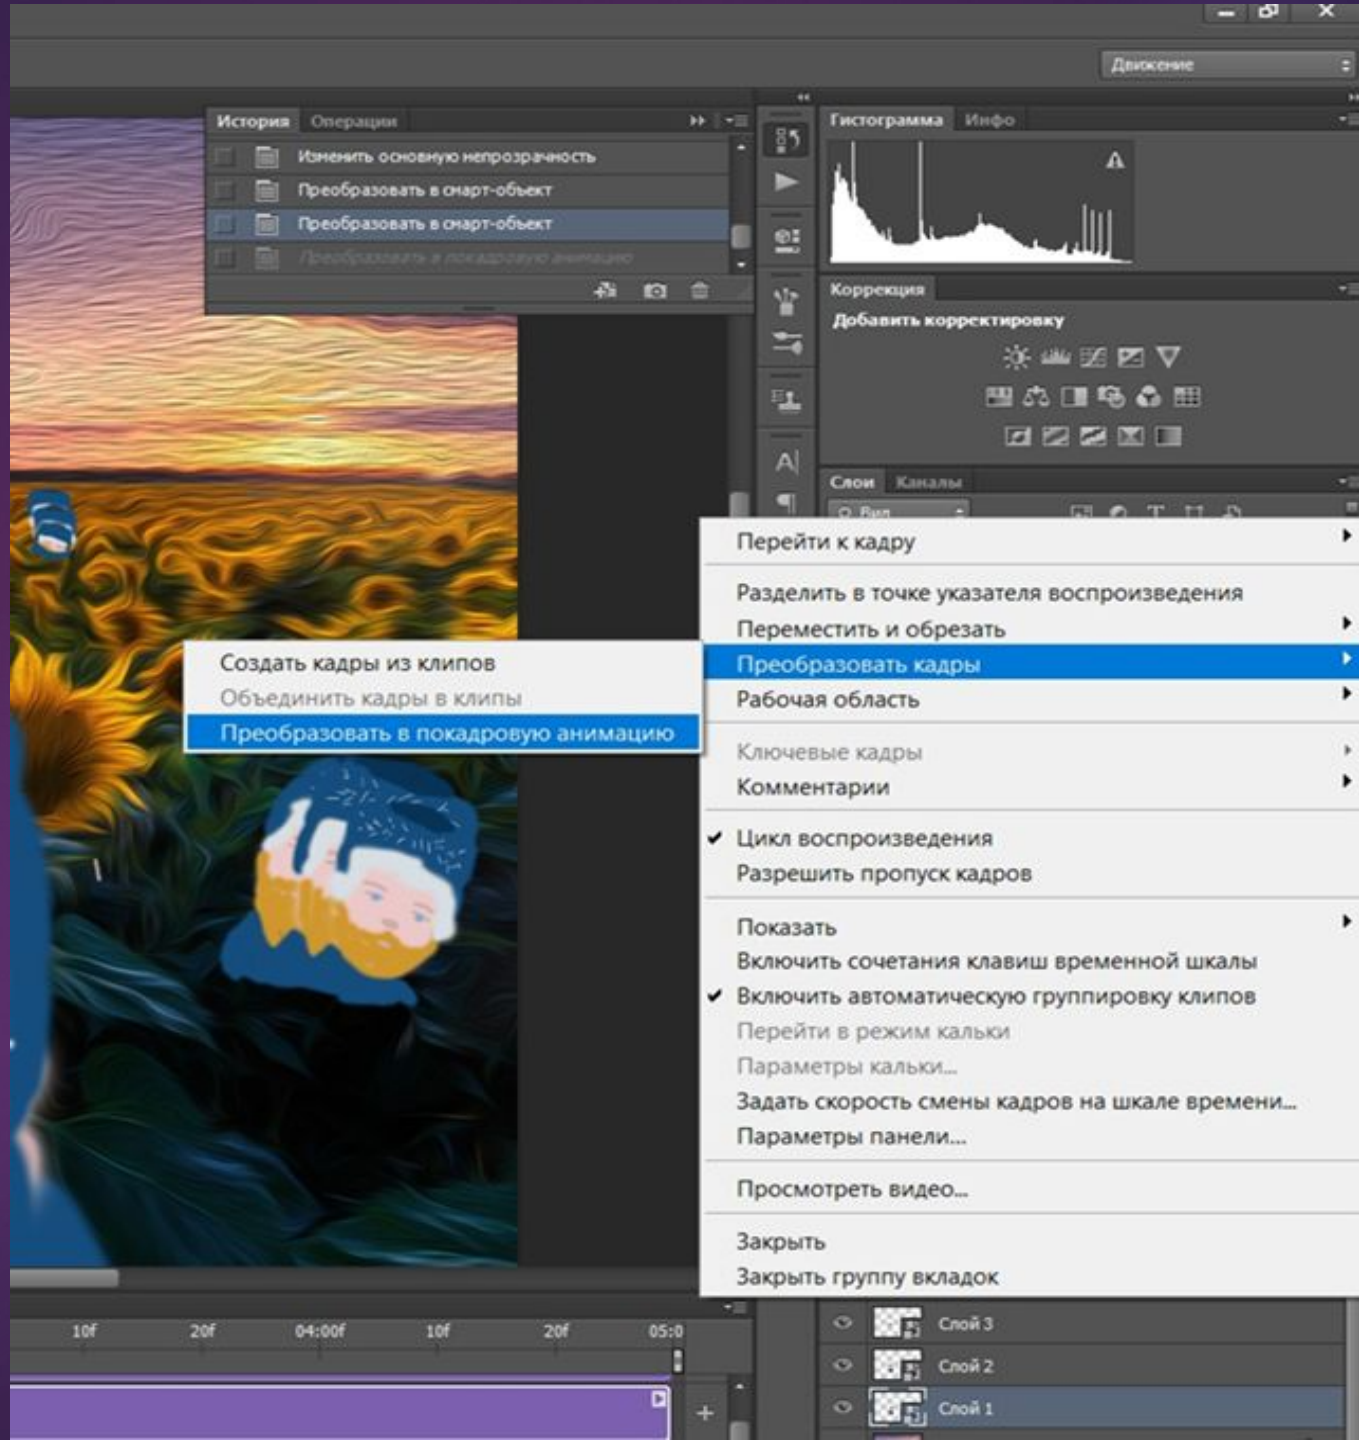 Движение
История Операции
Изменить основную непрозрачность
Преобразовать в смарт-объект
Преобразовать в смарт-объект
Преобразовать в покадровую анимацию
Гистограмма Инфо
Коррекция
Добавить корректировку
Слои Каналы
Вид
Перейти к кадру
Разделить в точке указателя воспроизведения
Переместить и обрезать
Преобразовать кадры
Рабочая область
Ключевые кадры
Комментарии
Цикл воспроизведения
Разрешить пропуск кадров
Показать
Включить сочетания клавиш временной шкалы
Включить автоматическую группировку клипов
Перейти в режим кальки
Параметры кальки...
Задать скорость смены кадров на шкале времени...
Параметры панели...
Просмотреть видео...
Закрыть
Закрыть группу вкладок
Создать кадры из клипов
Объединить кадры в клипы
Преобразовать в покадровую анимацию
10f 20f 04:00f 10f 20f 05:0
Слой 3
Слой 2
Слой 1